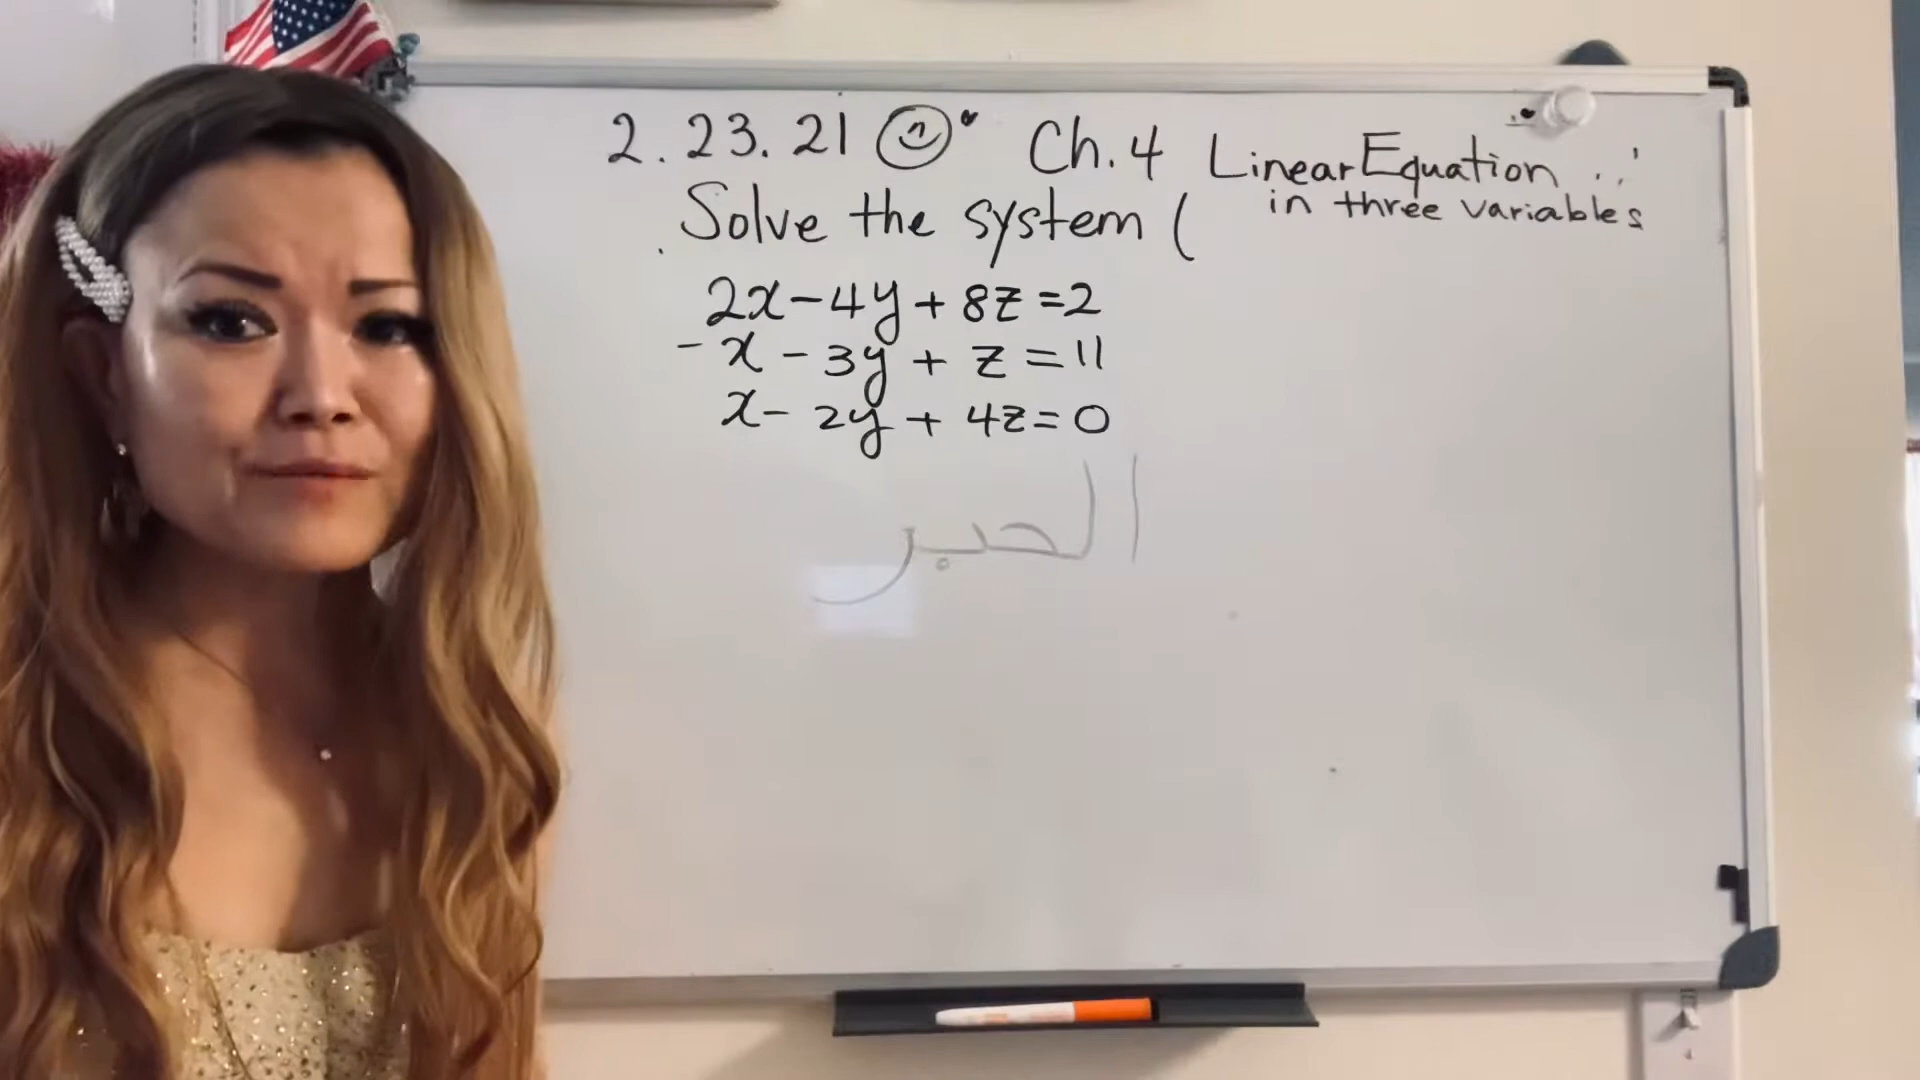 2.23.21 Ch.4 Linear Equation
in three variables
Solve the system (
2x-4y+8z=2
-x-3y+z=11
x-2y+4z=0
الحبر